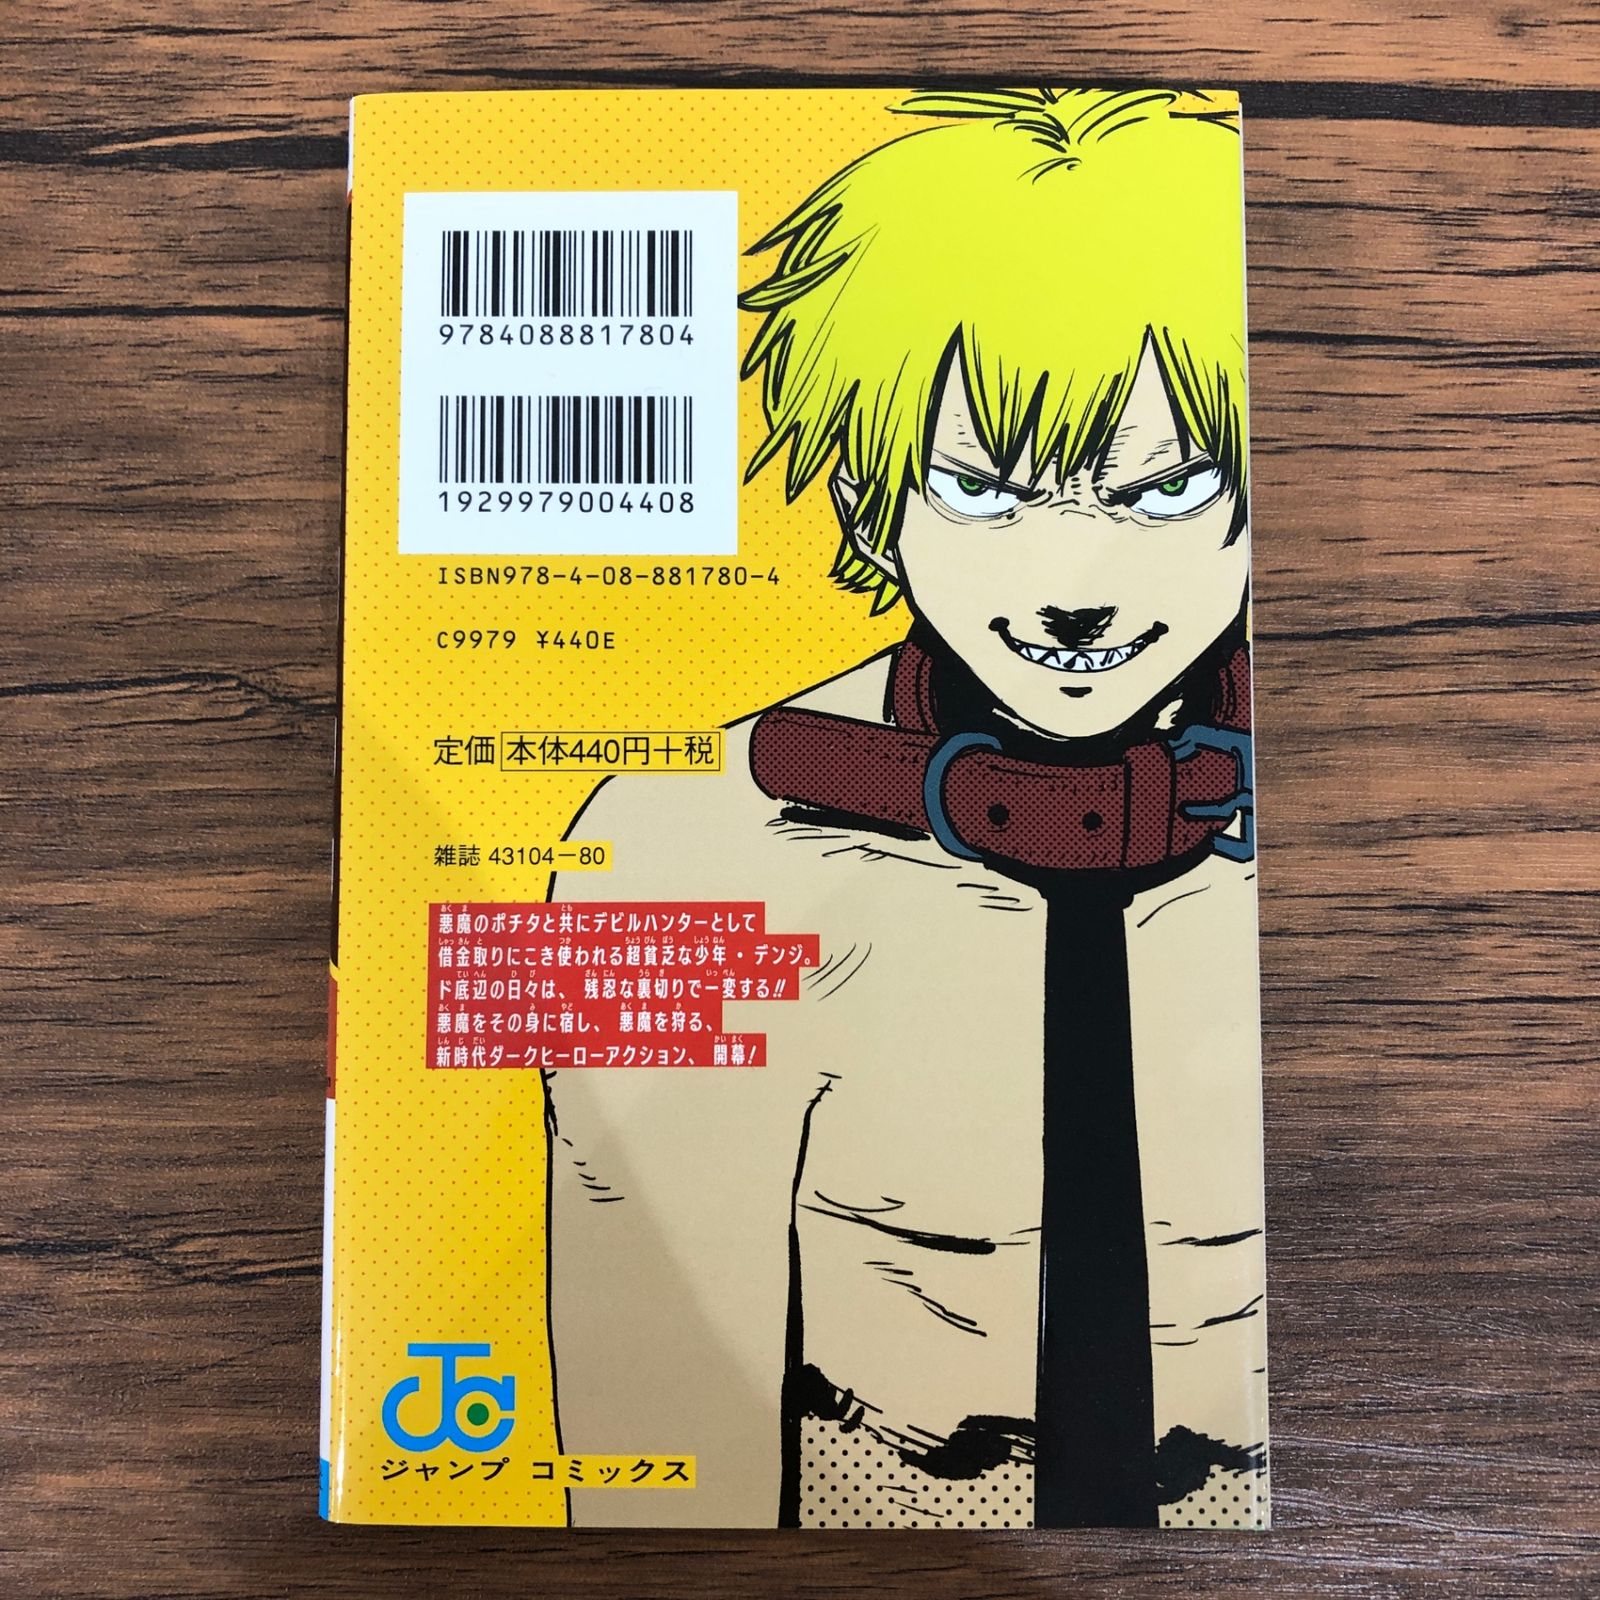 9784088817804
1929979004408
ISBN978-4-08-881780-4
C9979 ¥440E
定価 本体440円+税
雑誌 43104-80
悪魔のポチタと共にデビルハンターとして
借金取りにこき使われる超貧乏な少年・デンジ。
ド底辺の日々は、残忍な裏切りで一変する!!
悪魔をその身に宿し、悪魔を狩る、
新時代ダークヒーローアクション、開幕!
JC
ジャンプ コミックス